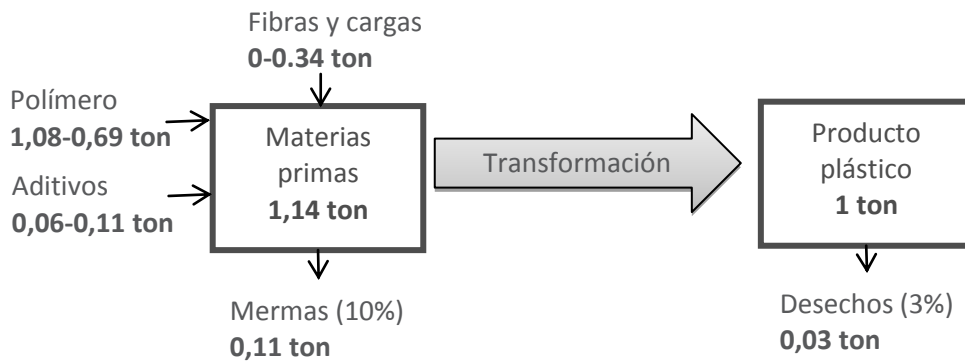 Fibras y cargas
0-0.34 ton
Polímero
1,08-0,69 ton
Aditivos
0,06-0,11 ton
Materias
primas
1,14 ton
Transformación
Producto
plástico
1 ton
Mermas (10%)
0,11 ton
Desechos (3%)
0,03 ton